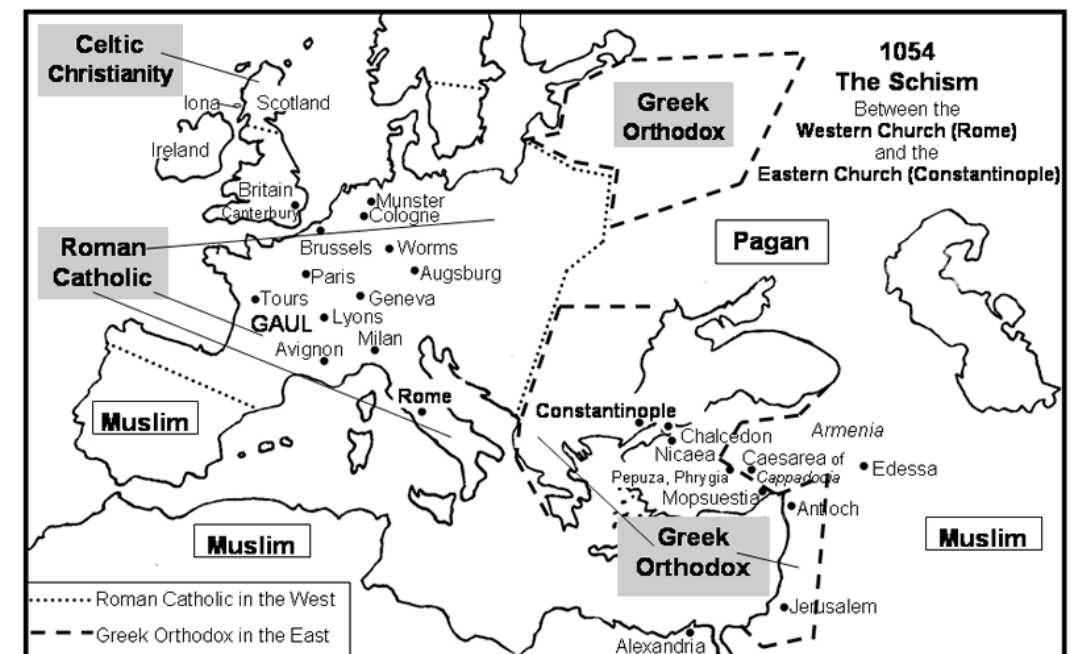 Celtic
Christianity
1054
The Schism
Between the
Western Church (Rome)
and the
Eastern Church (Constantinople)
Greek
Orthodox
Iona
Scotland
Ireland
Britain
Canterbury
Munster
Cologne
Roman
Catholic
Brussels
Worms
Pagan
Paris
Augsburg
Tours
Geneva
GAUL
Lyons
Avignon
Milan
Muslim
Rome
Constantinople
Chalcedon
Armenia
Nicaea
Caesarea of
Cappadocia
Edessa
Pepuza, Phrygia
Mopsuestia
Antioch
Muslim
Greek
Orthodox
Muslim
Roman Catholic in the West
Greek Orthodox in the East
Jerusalem
Alexandria